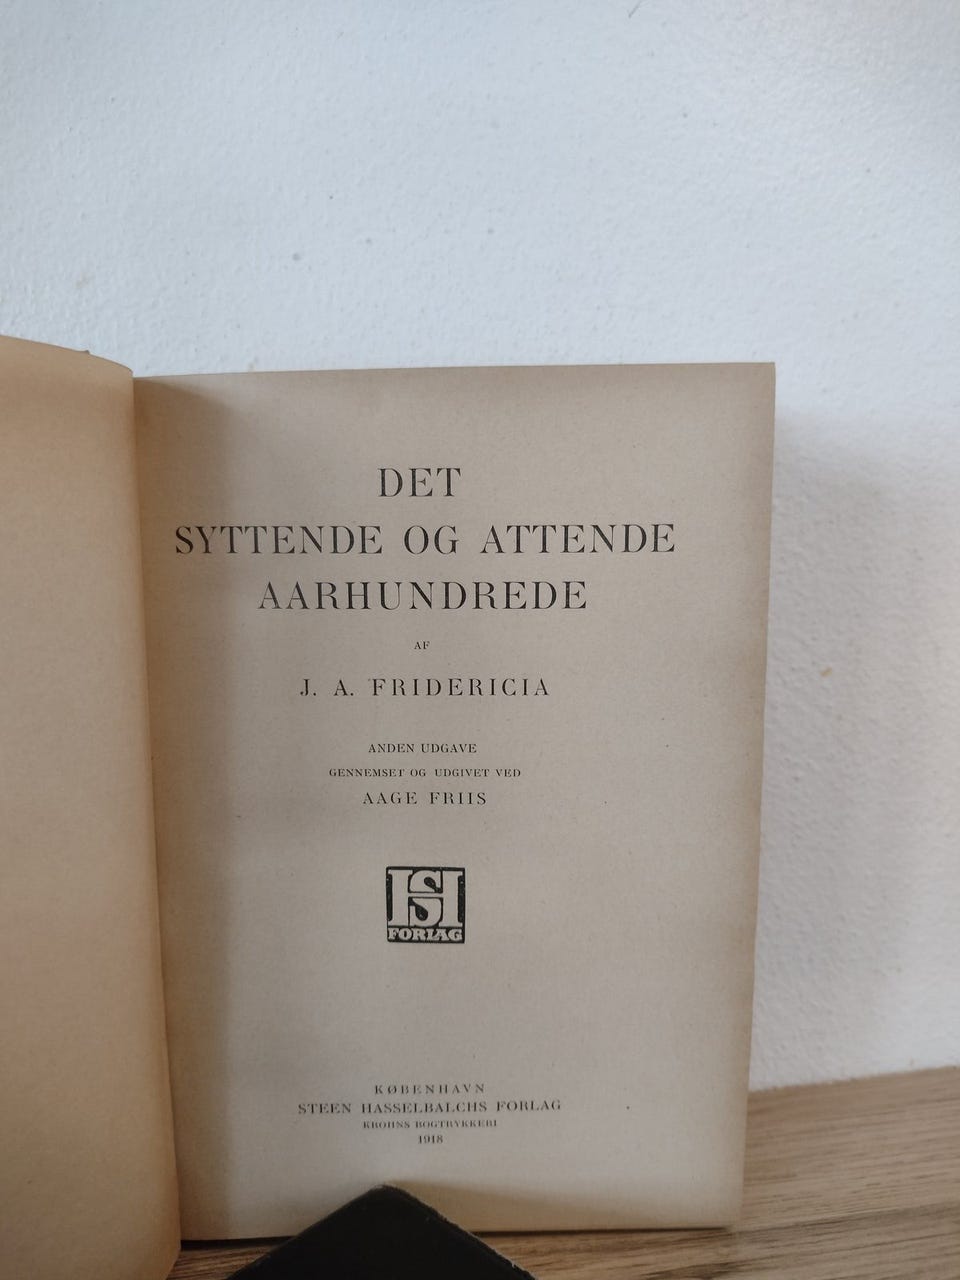 DET
SYTTENDE OG ATTENDE
AARHUNDREDE
AF
J. A. FRIDERICIA
ANDEN UDGAVE
GENNEMSET OG UDGIVET VED
AAGE FRIIS
HS
FORLAG
KØBENHAVN
STEEN HASSELBALCHS FORLAG
KROHNS BOGTRYKKERI
1918